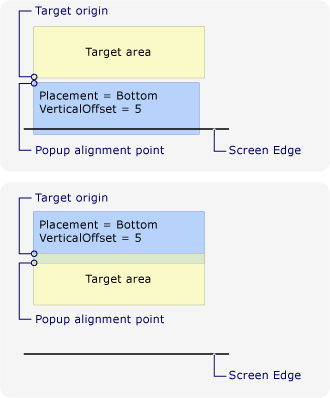 Target origin
Target area
Placement = Bottom
VerticalOffset = 5
Popup alignment point
Screen Edge
Target origin
Placement = Bottom
VerticalOffset = 5
Target area
Popup alignment point
Screen Edge